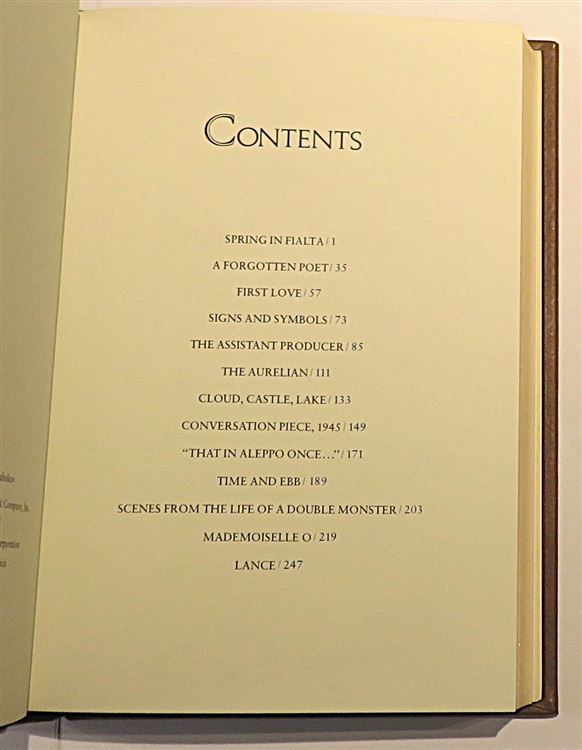 CONTENTS
SPRING IN FIALTA / 1
A FORGOTTEN POET / 35
FIRST LOVE / 57
SIGNS AND SYMBOLS / 73
THE ASSISTANT PRODUCER / 85
THE AURELIAN / 111
CLOUD, CASTLE, LAKE / 133
CONVERSATION PIECE, 1945 / 149
“THAT IN ALEPPO ONCE…” / 171
TIME AND EBB / 189
SCENES FROM THE LIFE OF A DOUBLE MONSTER / 203
MADEMOISELLE O / 219
LANCE / 247
Company, Inc.